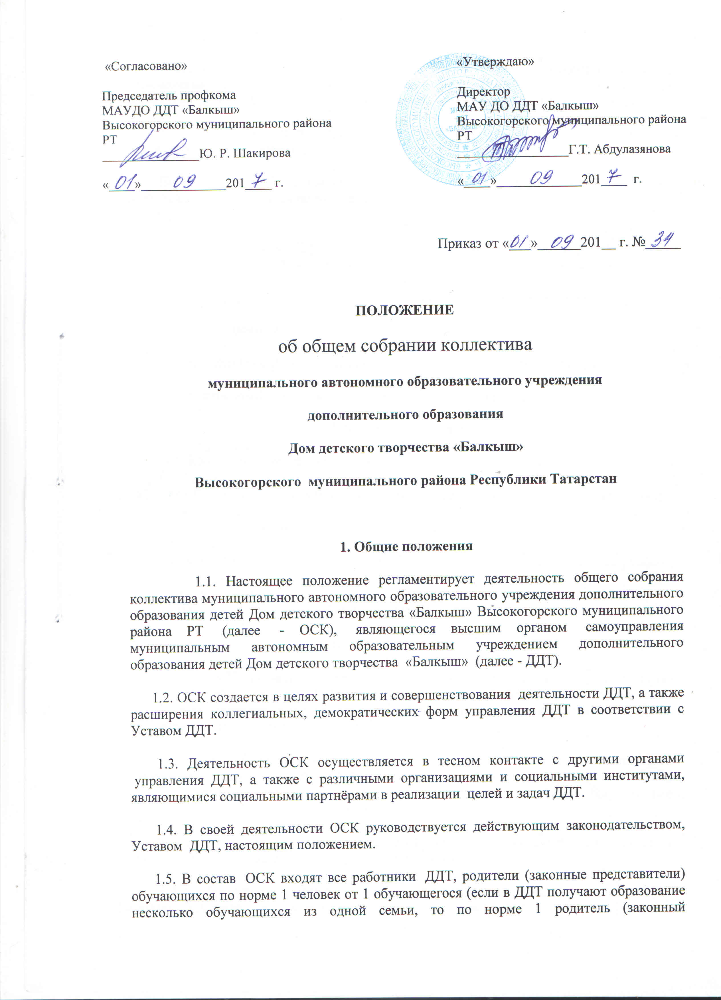 «Согласовано»
Председатель профкома
МАУДО ДДТ «Балкыш»
Высокогорского муниципального района
РТ
_______________Ю. Р. Шакирова
«01»_____09_____2017 г.
«Утверждаю»
Директор
МАУ ДО ДДТ «Балкыш»
Высокогорского муниципального района
РТ
_________________Г.Т. Абдулазянова
«01»_____09_____2017 г.
«БАЛКЫШ»
Приказ от «01»__09__201__ г. №34
ПОЛОЖЕНИЕ
об общем собрании коллектива
муниципального автономного образовательного учреждения
дополнительного образования
Дом детского творчества «Балкыш»
Высокогорского муниципального района Республики Татарстан
1. Общие положения
1.1. Настоящее положение регламентирует деятельность общего собрания
коллектива муниципального автономного образовательного учреждения дополнительного
образования детей Дом детского творчества «Балкыш» Высокогорского муниципального
района РТ (далее - ОСК), являющегося высшим органом самоуправления
муниципальным автономным образовательным учреждением дополнительного
образования детей Дом детского творчества «Балкыш» (далее - ДДТ).
1.2. ОСК создается в целях развития и совершенствования деятельности ДДТ, а также
расширения коллегиальных, демократических форм управления ДДТ в соответствии с
Уставом ДДТ.
1.3. Деятельность ОСК осуществляется в тесном контакте с другими органами
управления ДДТ, а также с различными организациями и социальными институтами,
являющимися социальными партнёрами в реализации целей и задач ДДТ.
1.4. В своей деятельности ОСК руководствуется действующим законодательством,
Уставом ДДТ, настоящим положением.
1.5. В состав ОСК входят все работники ДДТ, родители (законные представители)
обучающихся по норме 1 человек от 1 обучающегося (если в ДДТ получают образование
несколько обучающихся из одной семьи, то по норме 1 родитель (законный